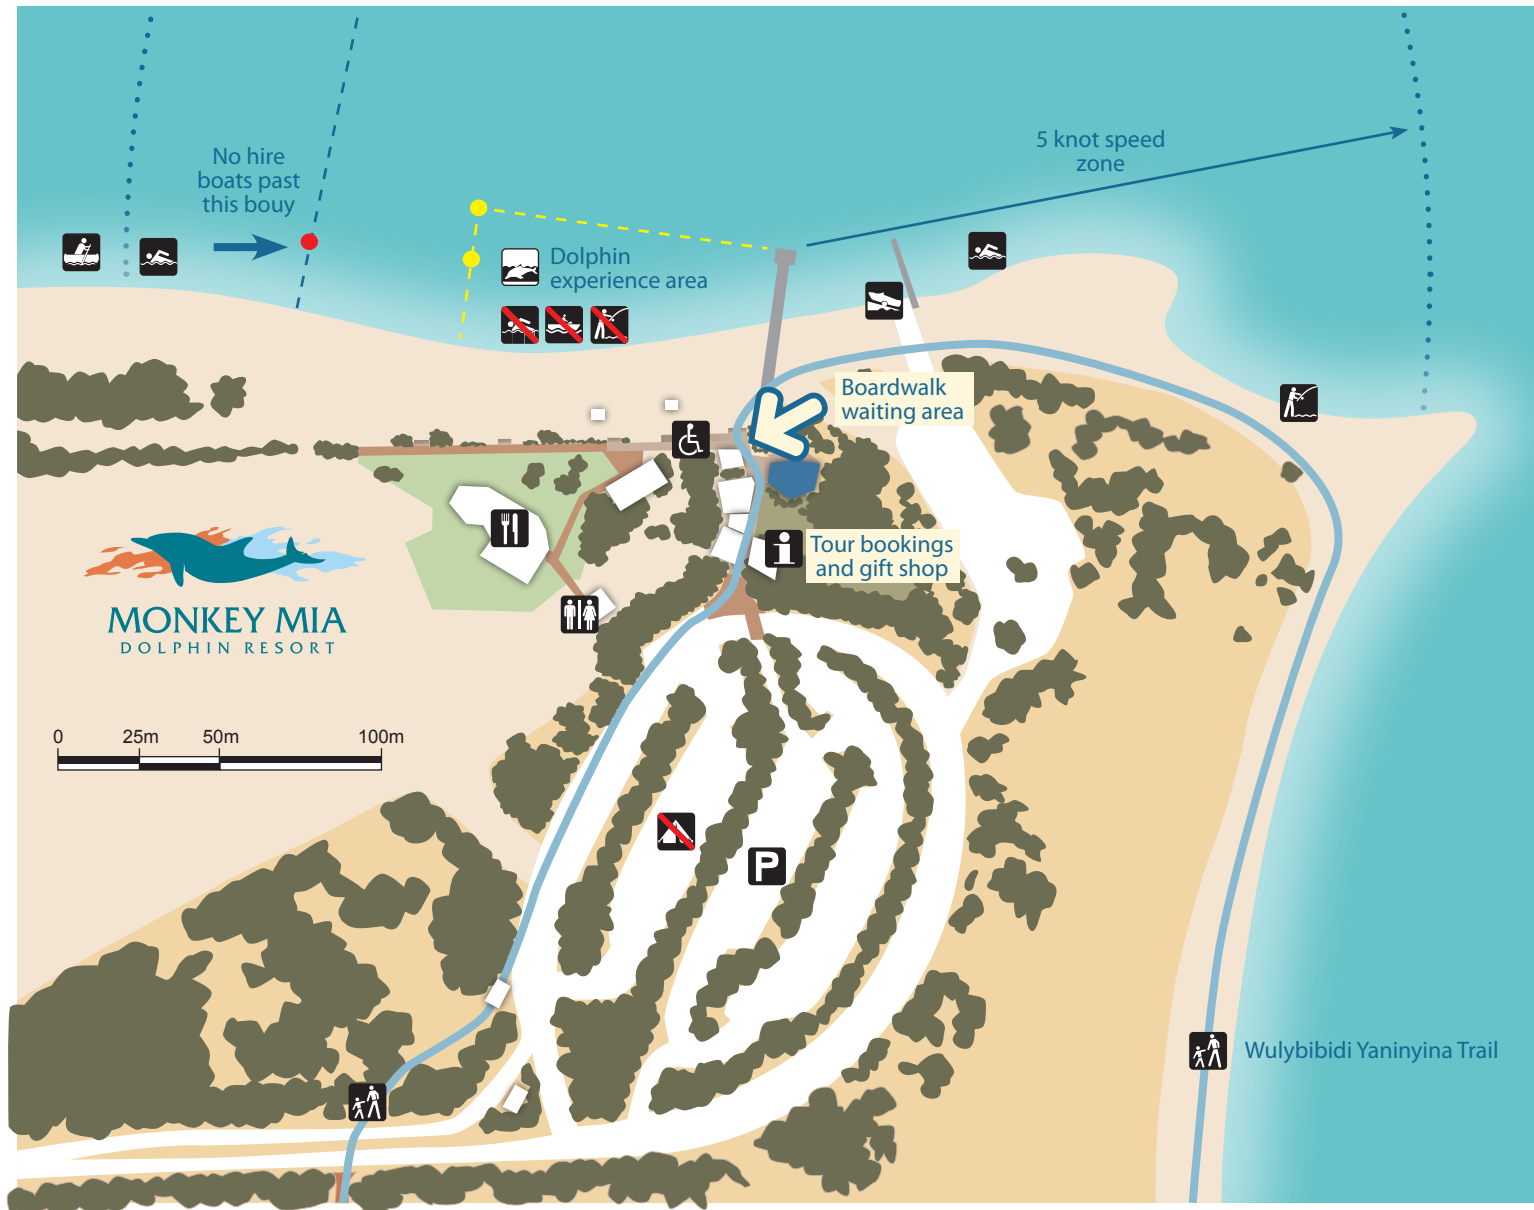 No hire
boats past
this bouy
5 knot speed
zone
Dolphin
experience area
Boardwalk
waiting area
Tour bookings
and gift shop
MONKEY MIA
DOLPHIN RESORT
0 25m 50m 100m
P
Wulybibidi Yaninyina Trail